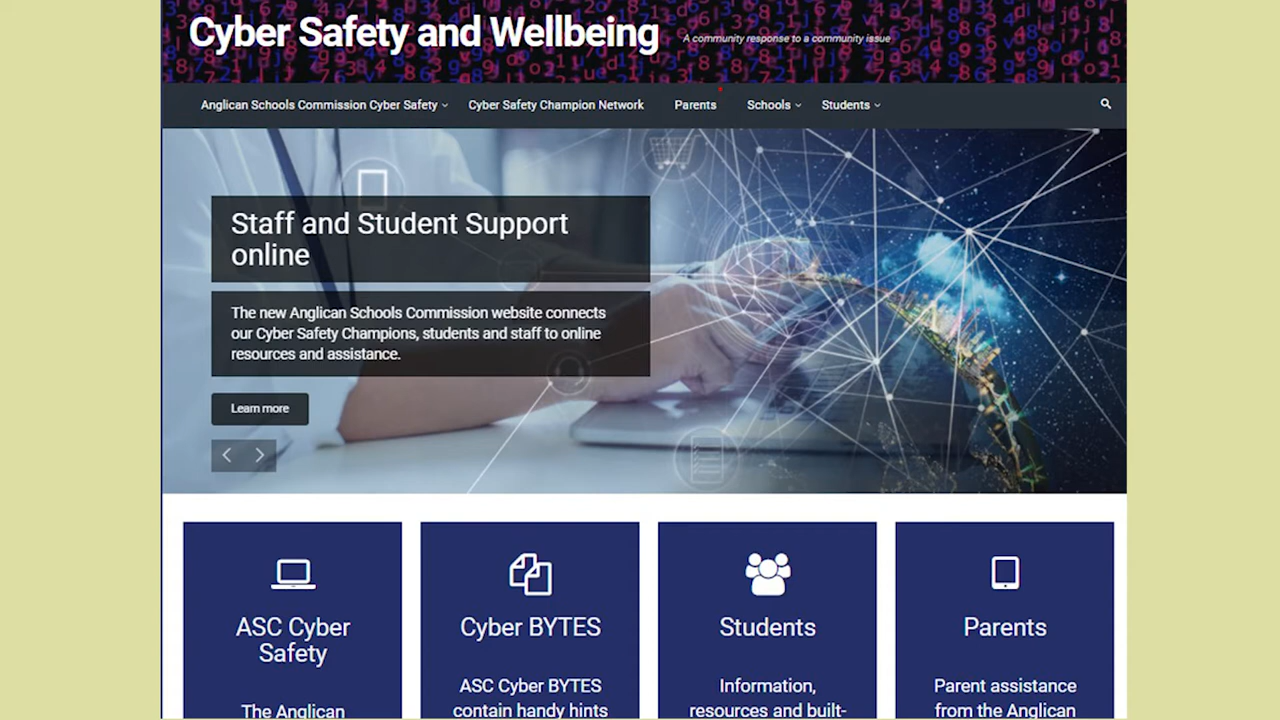 Cyber Safety and Wellbeing
A community response to a community issue
Anglican Schools Commission Cyber Safety
Cyber Safety Champion Network
Parents
Schools
Students
Staff and Student Support
online
The new Anglican Schools Commission website connects
our Cyber Safety Champions, students and staff to online
resources and assistance.
Learn more
ASC Cyber
Safety
The Anglican
Cyber BYTES
ASC Cyber BYTES
contain handy hints
Students
Information,
resources and built-
Parents
Parent assistance
from the Anglican